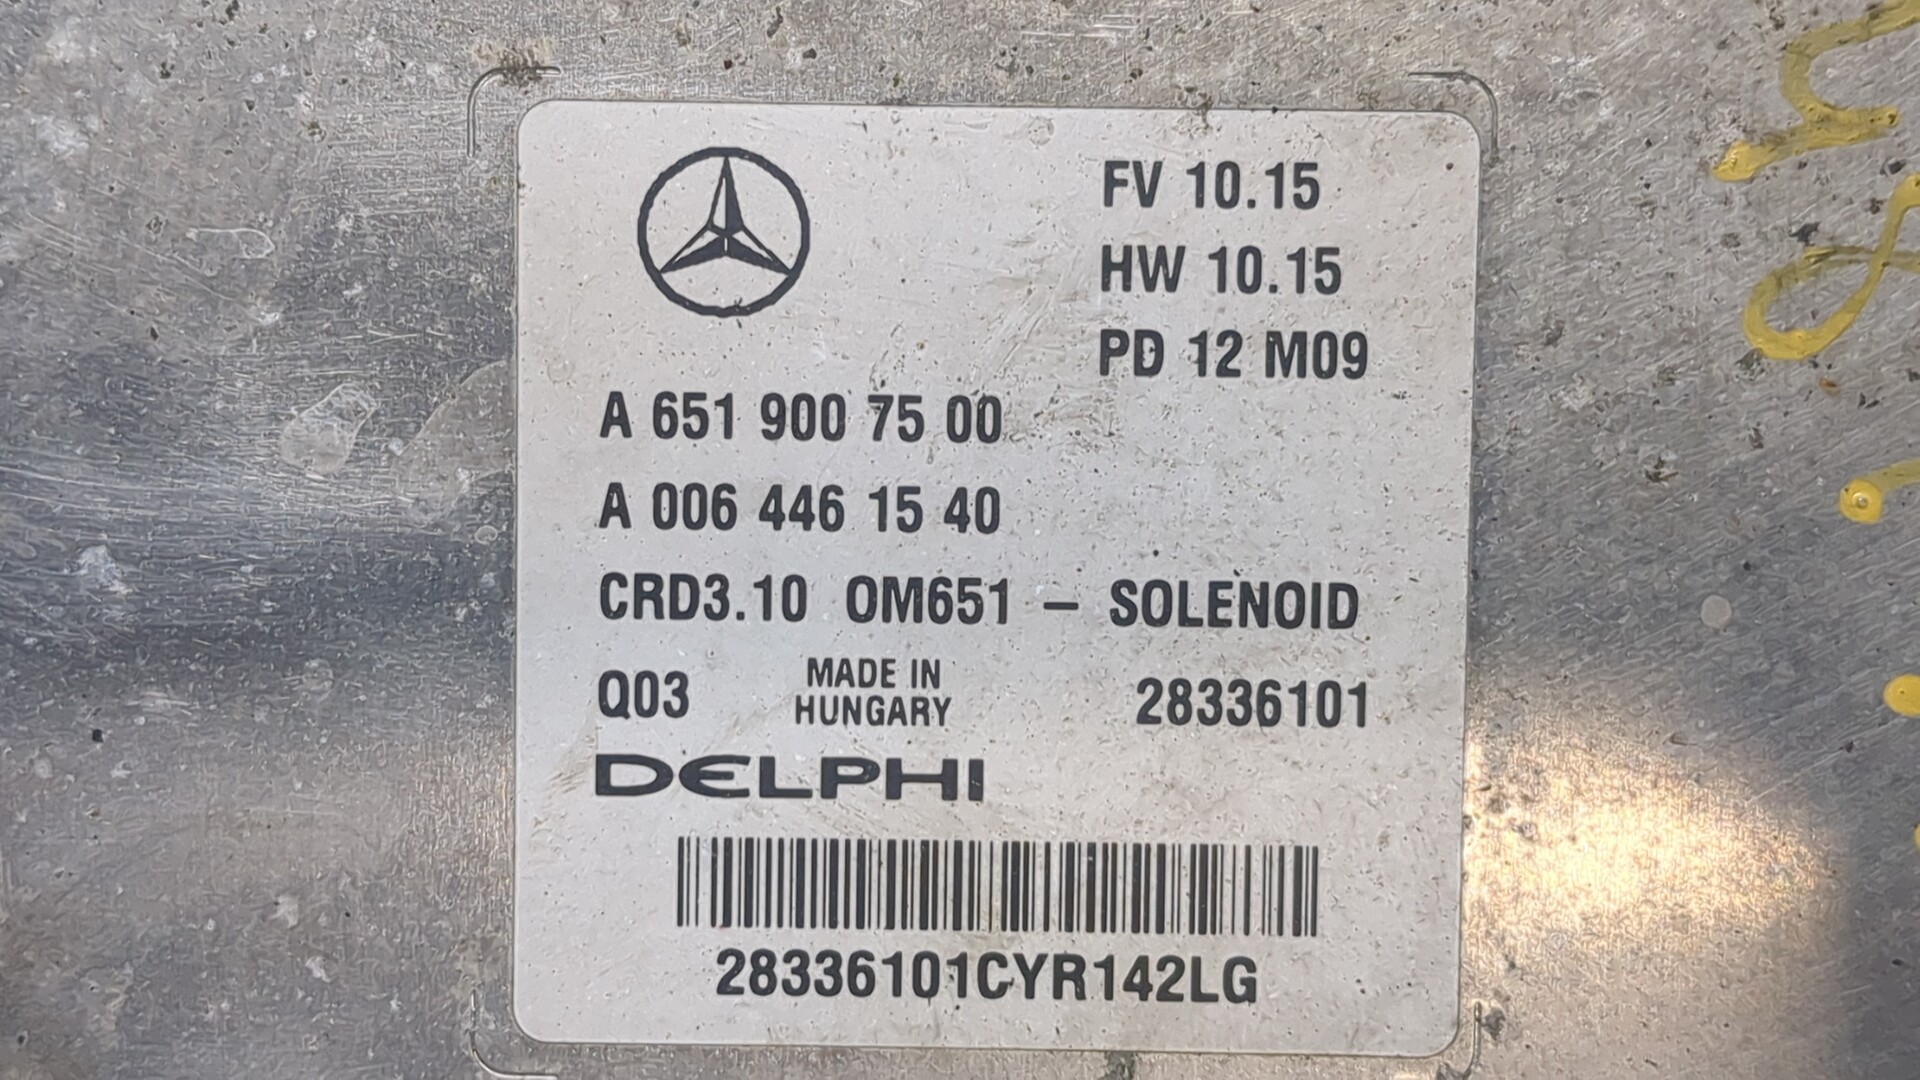 FV 10.15
HW 10.15
PD 12 M09
A 651 900 75 00
A 006 446 15 40
CRD3.10 OM651 – SOLENOID
Q03
MADE IN
HUNGARY
28336101
DELPHI
28336101CYR142LG